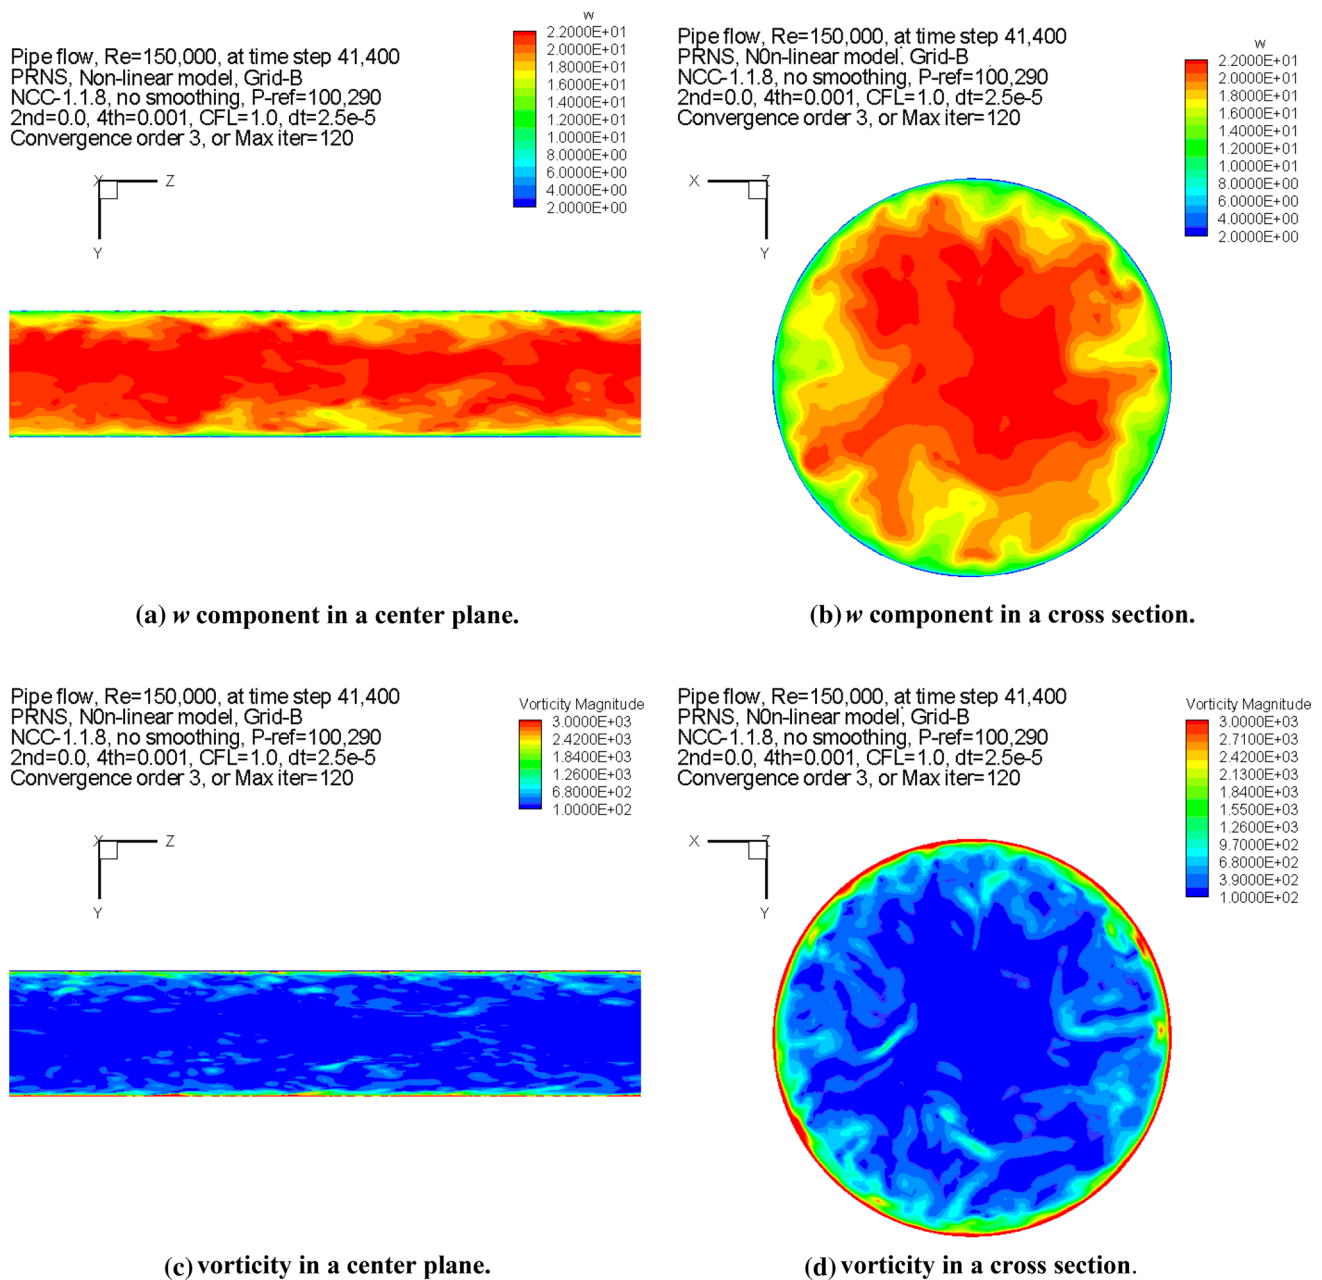 Pipe flow, Re=150,000, at time step 41,400
PRNS, Non-linear model, Grid-B
NCC-1.1.8, no smoothing, P-ref=100,290
2nd=0.0, 4th=0.001, CFL=1.0, dt=2.5e-5
Convergence order 3, or Max iter=120
w
2.2000E+01
2.0000E+01
1.8000E+01
1.6000E+01
1.4000E+01
1.2000E+01
1.0000E+01
8.0000E+00
6.0000E+00
4.0000E+00
2.0000E+00
X
Z
Y
(a) w component in a center plane.
Pipe flow, Re=150,000, at time step 41,400
PRNS, N0n-linear model, Grid-B
NCC-1.1.8, no smoothing, P-ref=100,290
2nd=0.0, 4th=0.001, CFL=1.0, dt=2.5e-5
Convergence order 3, or Max iter=120
w
2.2000E+01
2.0000E+01
1.8000E+01
1.6000E+01
1.4000E+01
1.2000E+01
1.0000E+01
8.0000E+00
6.0000E+00
4.0000E+00
2.0000E+00
X
Z
Y
(b) w component in a cross section.
Pipe flow, Re=150,000, at time step 41,400
PRNS, N0n-linear model, Grid-B
NCC-1.1.8, no smoothing, P-ref=100,290
2nd=0.0, 4th=0.001, CFL=1.0, dt=2.5e-5
Convergence order 3, or Max iter=120
Vorticity Magnitude
3.0000E+03
2.4200E+03
1.8400E+03
1.2600E+03
6.8000E+02
1.0000E+02
X
Z
Y
(c) vorticity in a center plane.
Pipe flow, Re=150,000, at time step 41,400
PRNS, N0n-linear model, Grid-B
NCC-1.1.8, no smoothing, P-ref=100,290
2nd=0.0, 4th=0.001, CFL=1.0, dt=2.5e-5
Convergence order 3, or Max iter=120
Vorticity Magnitude
3.0000E+03
2.7100E+03
2.4200E+03
2.1300E+03
1.8400E+03
1.5500E+03
1.2600E+03
9.7000E+02
6.8000E+02
3.9000E+02
1.0000E+02
X
Z
Y
(d) vorticity in a cross section.